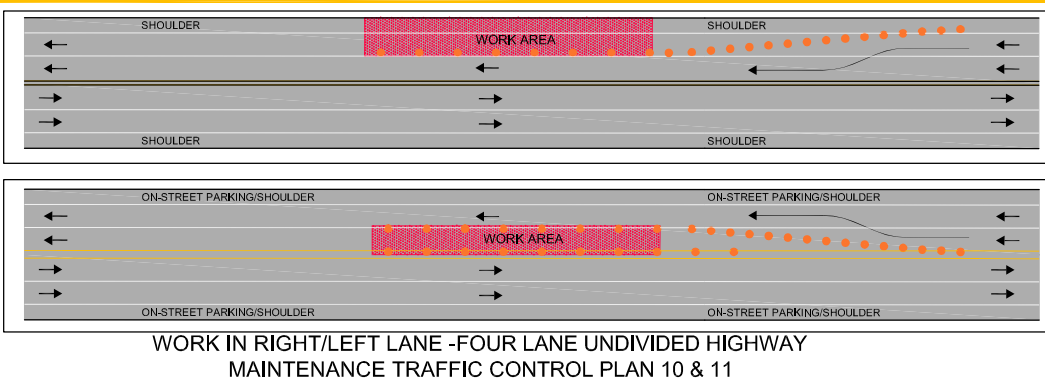 SHOULDER SHOULDER
WORK AREA
SHOULDER SHOULDER
ON-STREET PARKING/SHOULDER ON-STREET PARKING/SHOULDER
WORK AREA
ON-STREET PARKING/SHOULDER ON-STREET PARKING/SHOULDER
WORK IN RIGHT/LEFT LANE -FOUR LANE UNDIVIDED HIGHWAY
MAINTENANCE TRAFFIC CONTROL PLAN 10 & 11